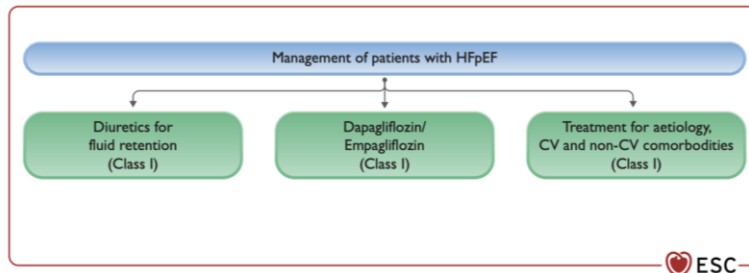 Management of patients with HFpEF
Diuretics for
fluid retention
(Class I)
Dapagliflozin/
Empagliflozin
(Class I)
Treatment for aetiology,
CV and non-CV comorbodities
(Class I)
ESC